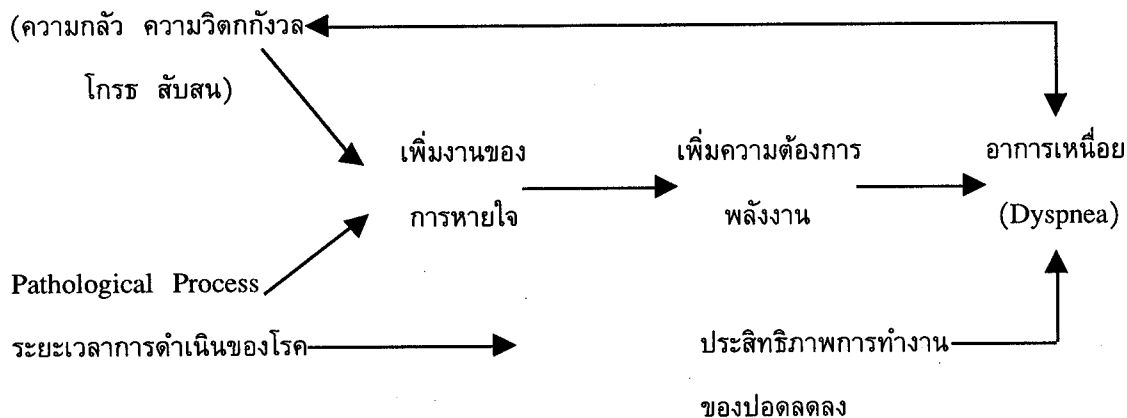 (ความกลัว ความวิตกกังวล
โกรธ สับสน)
เพิ่มงานของ
การหายใจ
เพิ่มความต้องการ
พลังงาน
อาการเหนื่อย
(Dyspnea)
Pathological Process
ระยะเวลาการดำเนินของโรค
ประสิทธิภาพการทำงาน
ของปอดลดลง